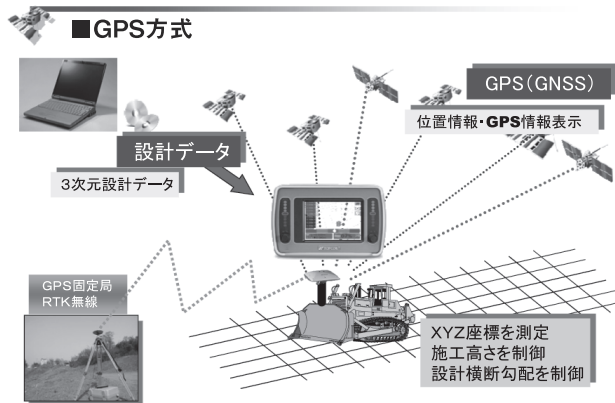 ■GPS方式
GPS(GNSS)
位置情報・GPS情報表示
設計データ
3次元設計データ
GPS固定局
RTK無線
XYZ座標を測定
施工高さを制御
設計横断勾配を制御